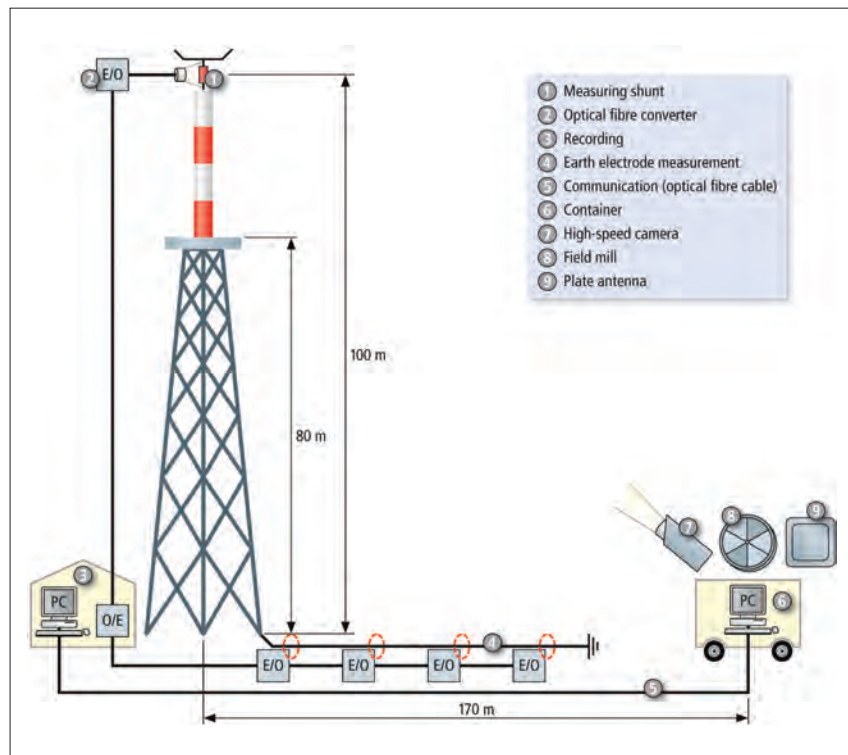 2 E/O
1
1 Measuring shunt
2 Optical fibre converter
3 Recording
4 Earth electrode measurement
5 Communication (optical fibre cable)
6 Container
7 High-speed camera
8 Field mill
9 Plate antenna
100 m
80 m
7
8
9
3
PC
O/E
PC
6
4
E/O
E/O
E/O
E/O
5
170 m